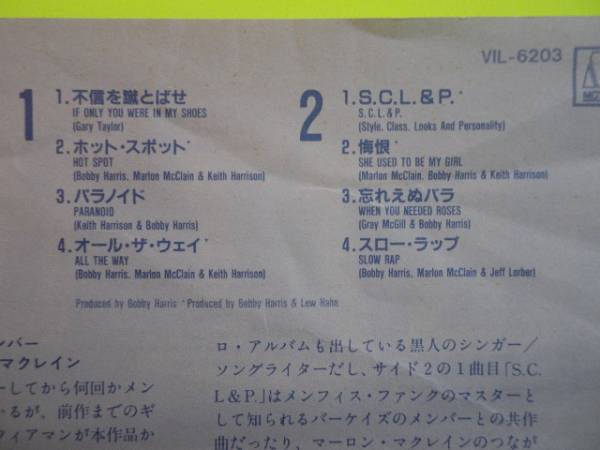 VIL-6203
1
1.不信を蹴とばせ
IF ONLY YOU WERE IN MY SHOES
(Gary Taylor)
2.ホット・スポット*
HOT SPOT
(Bobby Harris, Marlon McClain & Keith Harrison)
3.パラノイド
PARANOID
(Keith Harrison & Bobby Harris)
4.オール・ザ・ウェイ*
ALL THE WAY
(Bobby Harris, Marlon McClain & Keith Harrison)
2
1.S.C.L.&P.*
S.C.L.&P.
(Style, Class, Looks And Personality)
2.悔恨*
SHE USED TO BE MY GIRL
(Marlon McClain, Bobby Harris & Keith Harrison)
3.忘れえぬバラ
WHEN YOU NEEDED ROSES
(Gray McGill & Bobby Harris)
4.スロー・ラップ
SLOW RAP
(Bobby Harris, Marlon McClain & Jeff Lorber)
Produced by Bobby Harris *Produced by Bobby Harris & Lew Hahn
ンバー
マクレイン
ーしてから何回かメン
いるが、前作までのギ
フィアマンが本作品か
ロ・アルバムも出している黒人のシンガー/
ソングライターだし、サイド2の1曲目「S.C.
L&P.」はメンフィス・ファンクのマスターと
して知られるバーケイズのメンバーとの共作
曲だったり、マーロン・マクレインのつなが